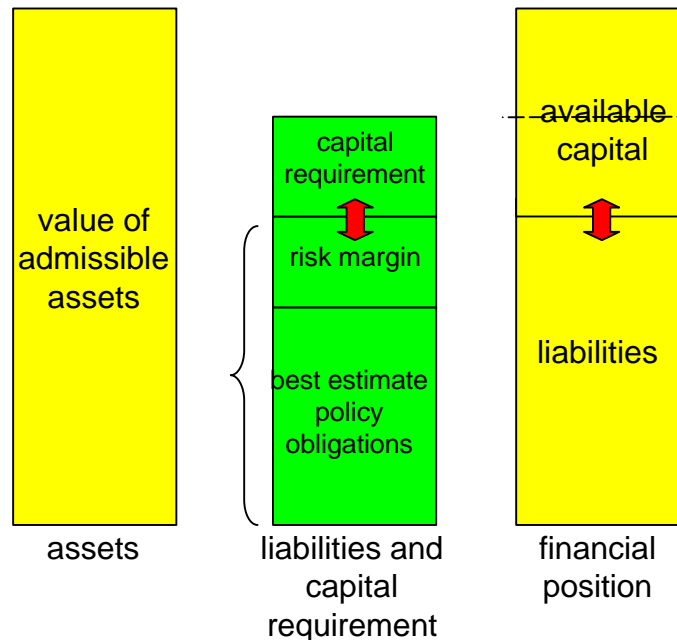 value of
admissible
assets
assets
capital
requirement
risk margin
best estimate
policy
obligations
liabilities and
capital
requirement
available
capital
liabilities
financial
position